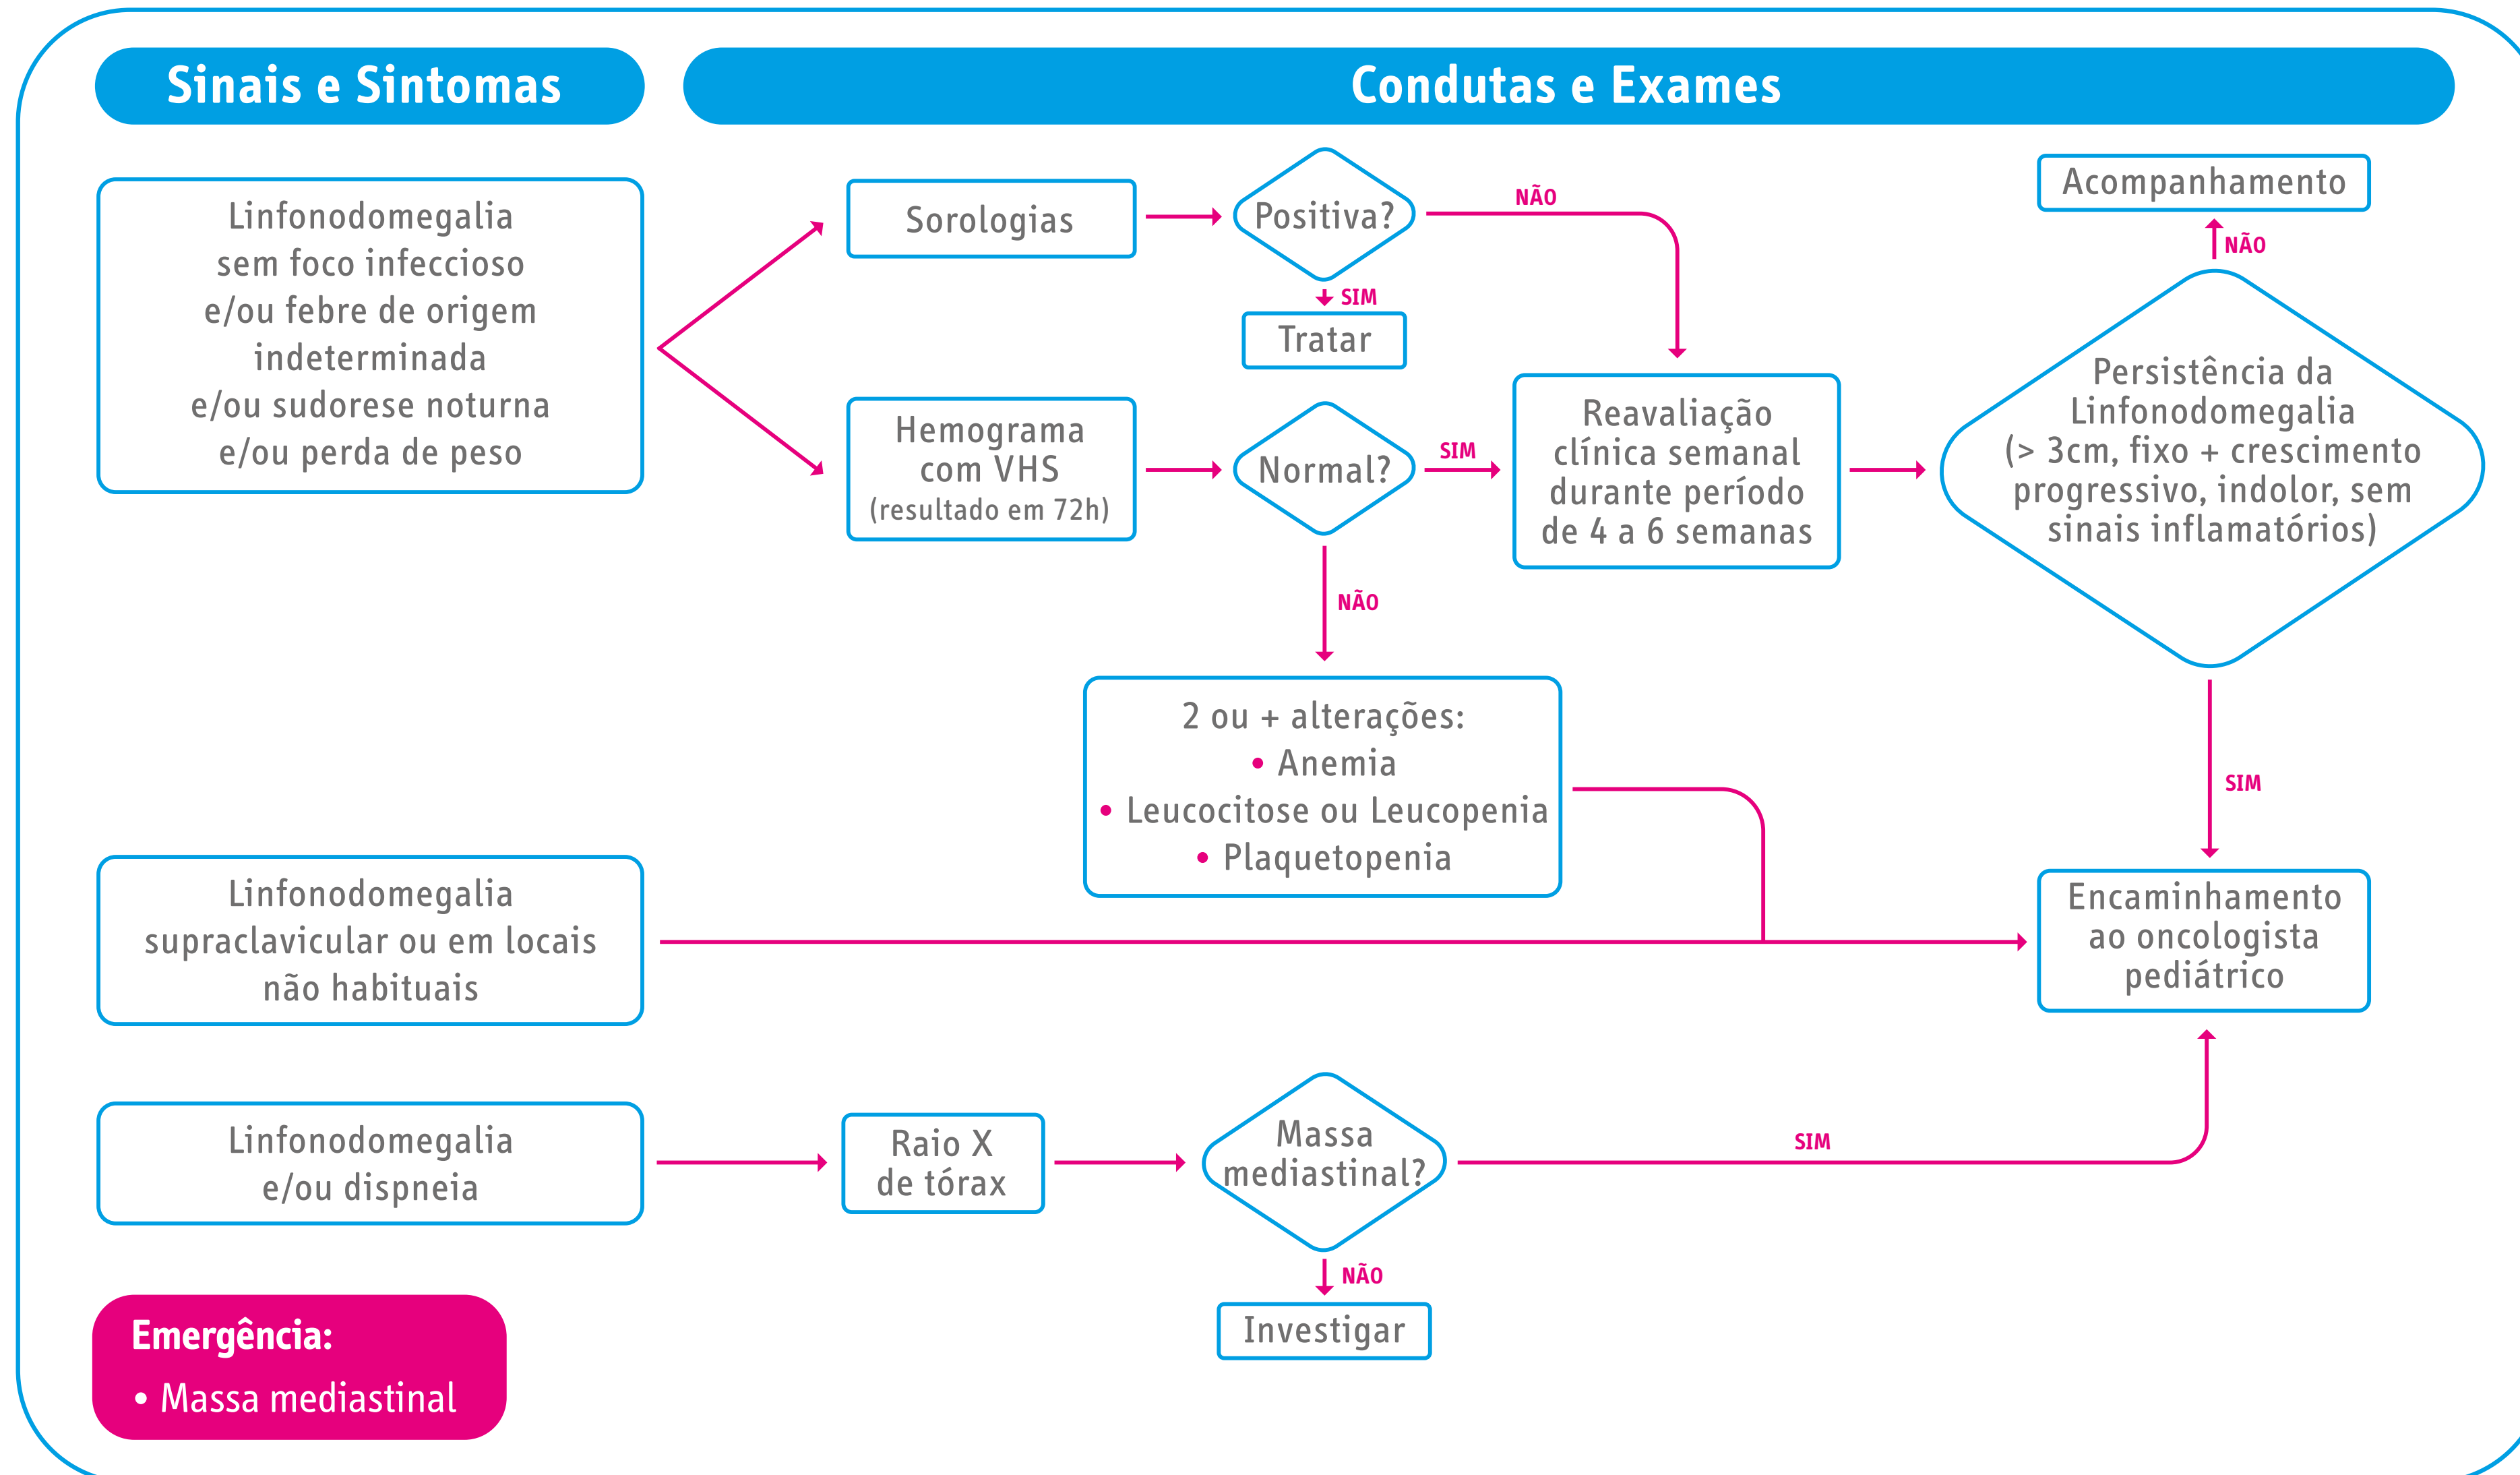 Sinais e Sintomas
Condutas e Exames
Linfonodomegalia
sem foco infeccioso
e/ou febre de origem
indeterminada
e/ou sudorese noturna
e/ou perda de peso
Sorologias
Positiva?
NÃO
SIM
Tratar
Hemograma
com VHS
(resultado em 72h)
Normal?
SIM
NÃO
Reavaliação
clínica semanal
durante período
de 4 a 6 semanas
Acompanhamento
NÃO
Persistência da
Linfonodomegalia
(> 3cm, fixo + crescimento
progressivo, indolor, sem
sinais inflamatórios)
SIM
2 ou + alterações:
• Anemia
• Leucocitose ou Leucopenia
• Plaquetopenia
Linfonodomegalia
supraclavicular ou em locais
não habituais
Encaminhamento
ao oncologista
pediátrico
Linfonodomegalia
e/ou dispneia
Raio X
de tórax
Massa
mediastinal?
SIM
NÃO
Investigar
Emergência:
• Massa mediastinal